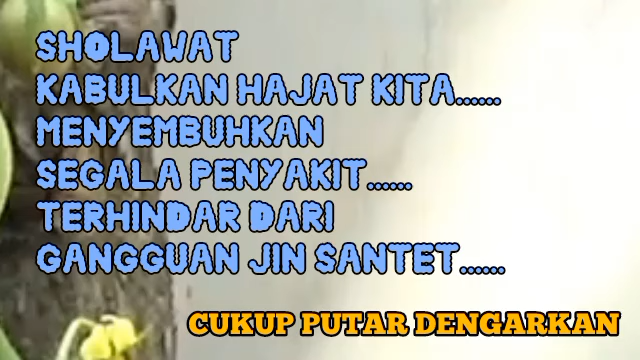 SHOLAWAT
KABULKAN HAJAT KITA......
MENYEMBUHKAN
SEGALA PENYAKIT......
TERHINDAR DARI
GANGGUAN JIN SANTET......
CUKUP PUTAR DENGARKAN